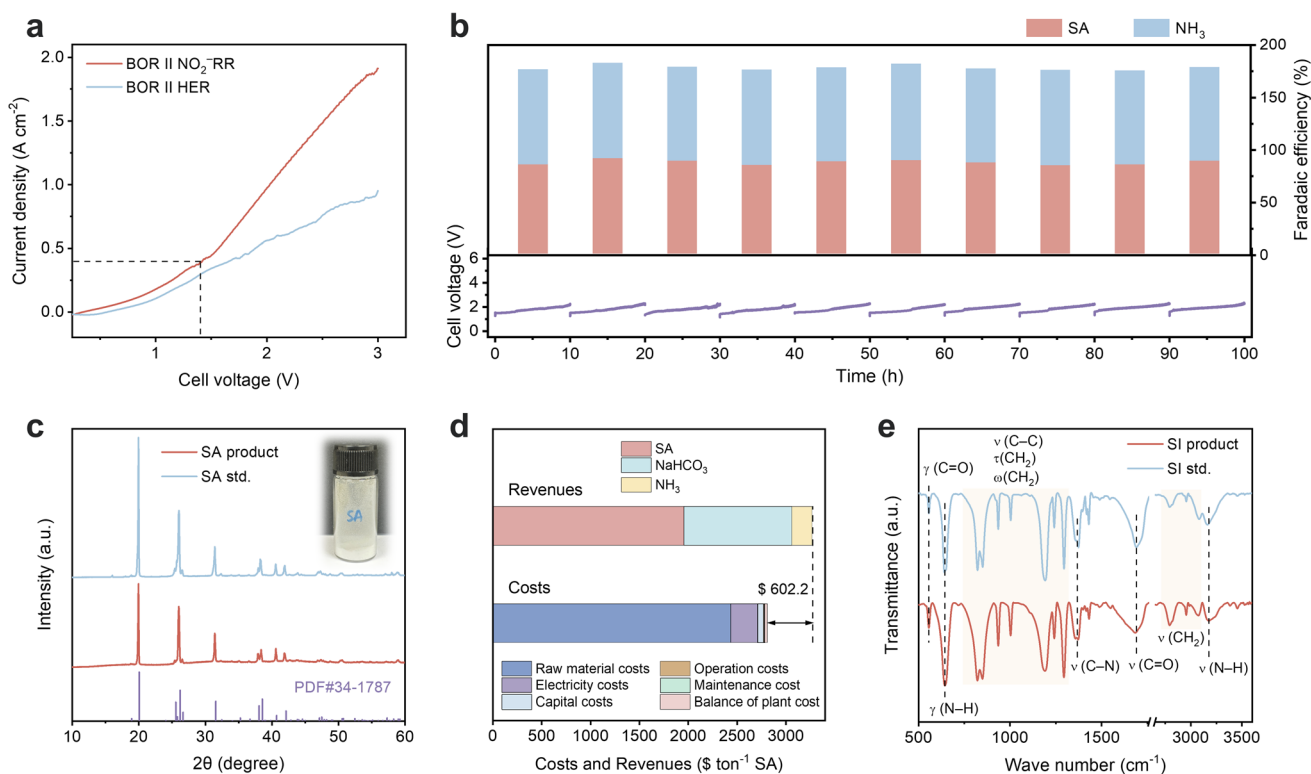 a
2.0
1.5
1.0
0.5
0.0
BOR II NO₂⁻RR
BOR II HER
Current density (A cm⁻²)
1
2
3
Cell voltage (V)
b
SA
NH₃
200
150
100
50
0
Faradaic efficiency (%)
6
4
2
0
Cell voltage (V)
0
10
20
30
40
50
60
70
80
90
100
Time (h)
c
SA product
SA std.
SA
PDF#34-1787
Intensity (a.u.)
10
20
30
40
50
60
2θ (degree)
d
SA
NaHCO₃
NH₃
Revenues
Costs
$ 602.2
Raw material costs
Electricity costs
Capital costs
Operation costs
Maintenance cost
Balance of plant cost
0
500
1000
1500
2000
2500
3000
Costs and Revenues ($ ton⁻¹ SA)
e
SI product
SI std.
γ (C=O)
ν (C–C)
τ(CH₂)
ω(CH₂)
ν (CH₂)
ν (C–N)
ν (C=O)
ν (N–H)
γ (N–H)
Transmittance (a.u.)
500
1000
1500
3000
3500
Wave number (cm⁻¹)